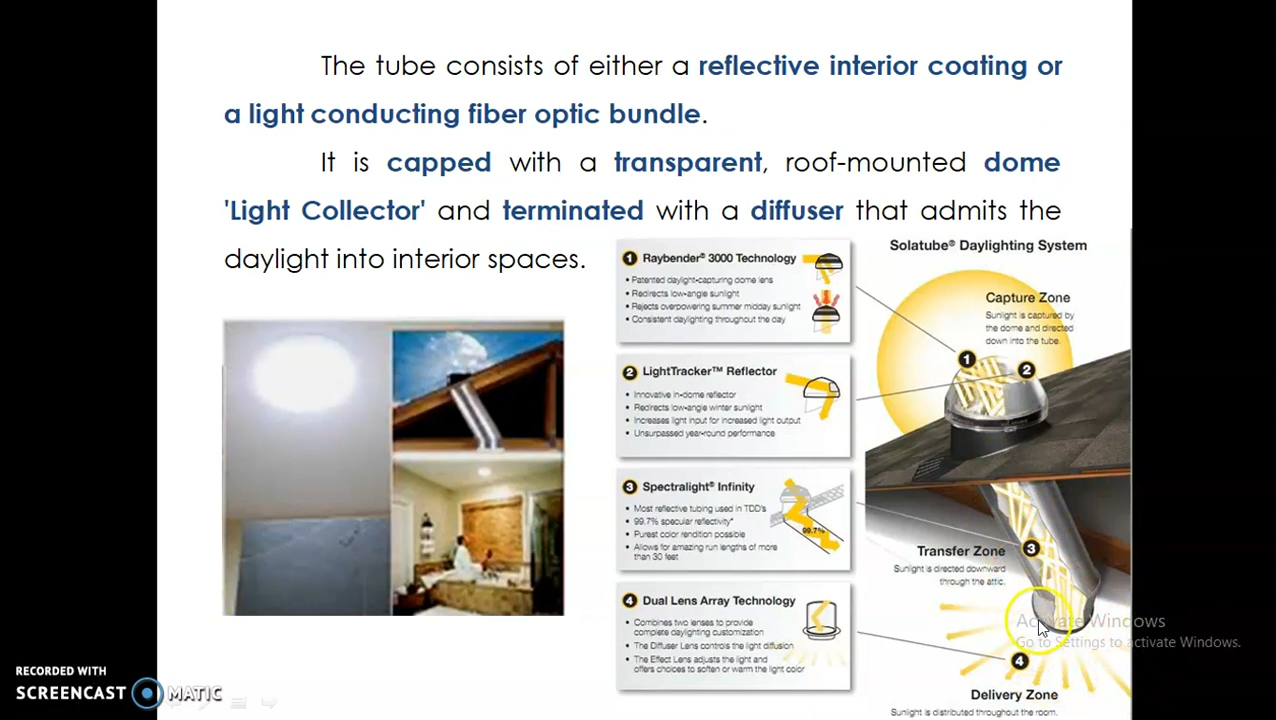 The tube consists of either a reflective interior coating or
a light conducting fiber optic bundle.
It is capped with a transparent, roof-mounted dome
'Light Collector' and terminated with a diffuser that admits the
daylight into interior spaces.
Solatube® Daylighting System
1 Raybender® 3000 Technology
• Patented daylight-capturing dome lens
• Redirects low-angle sunlight
• Rejects overpowering summer midday sunlight
• Consistent daylighting throughout the day
2 LightTracker™ Reflector
• Innovative in-dome reflector
• Redirects low-angle winter sunlight
• Increases light input for increased light output
• Unsurpassed year-round performance
3 Spectralight® Infinity
• Most reflective tubing used in TDD's
• 99.7% specular reflectivity*
• Purest color rendition possible
• Allows for amazing run lengths of more
than 30 feet
99.7%
4 Dual Lens Array Technology
• Combines two lenses to provide
complete daylighting customization
• The Diffuser Lens controls the light diffusion
• The Effect Lens adjusts the light and
offers choices to soften or warm the light color
Capture Zone
Sunlight is captured by
the dome and directed
down into the tube.
1
2
Transfer Zone
Sunlight is directed downward
through the attic.
3
4
Delivery Zone
Sunlight is distributed throughout the room.
Activate Windows
Go to Settings to activate Windows.
RECORDED WITH
SCREENCAST MATIC